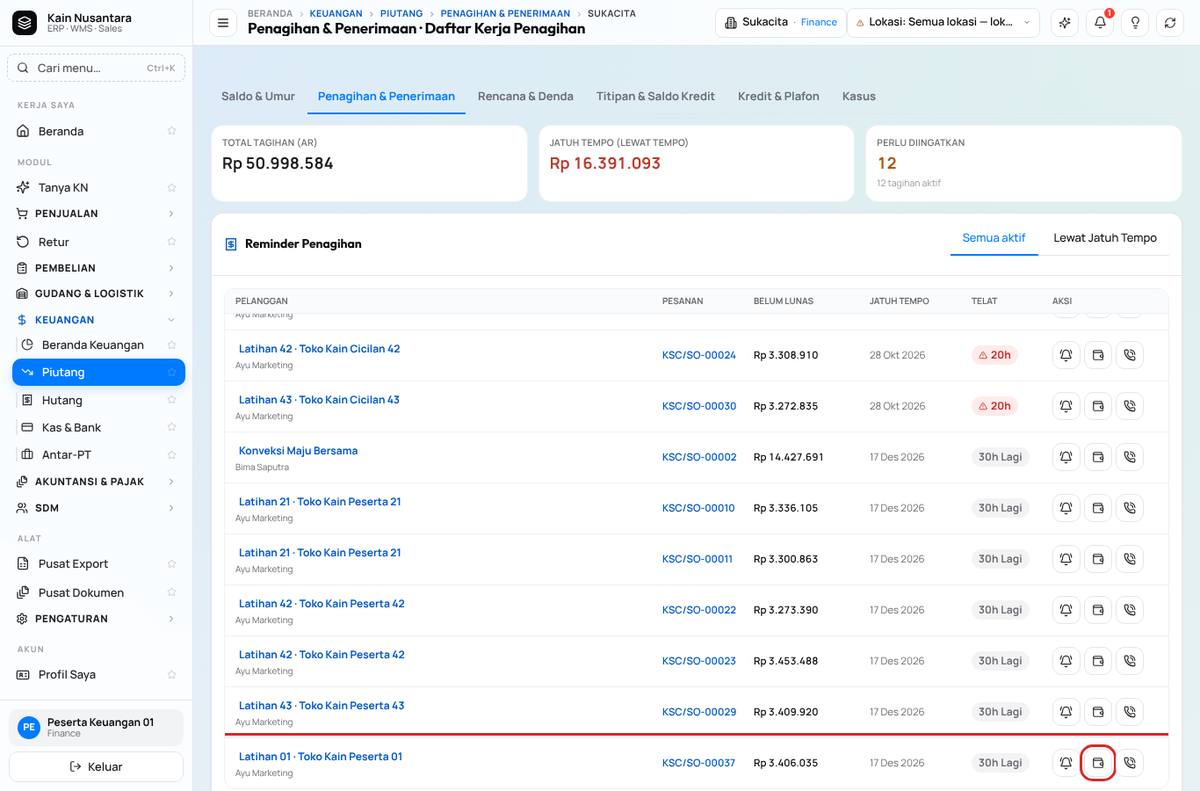 Kain Nusantara
ERP · WMS · Sales
Cari menu... Ctrl+K
KERJA SAYA
Beranda
MODUL
Tanya KN
PENJUALAN
Retur
PEMBELIAN
GUDANG & LOGISTIK
KEUANGAN
Beranda Keuangan
Piutang
Hutang
Kas & Bank
Antar-PT
AKUNTANSI & PAJAK
SDM
ALAT
Pusat Export
Pusat Dokumen
PENGATURAN
AKUN
Profil Saya
PE Peserta Keuangan 01
Finance
Keluar
BERANDA > KEUANGAN > PIUTANG > PENAGIHAN & PENERIMAAN > SUKACITA
Penagihan & Penerimaan · Daftar Kerja Penagihan
Sukacita · Finance
Lokasi: Semua lokasi — lok...
1
Saldo & Umur Penagihan & Penerimaan Rencana & Denda Titipan & Saldo Kredit Kredit & Plafon Kasus
TOTAL TAGIHAN (AR)
Rp 50.998.584
JATUH TEMPO (LEWAT TEMPO)
Rp 16.391.093
PERLU DIINGATKAN
12
12 tagihan aktif
Reminder Penagihan
Semua aktif Lewat Jatuh Tempo
PELANGGAN PESANAN BELUM LUNAS JATUH TEMPO TELAT AKSI
Ayu Marketing
Latihan 42 · Toko Kain Cicilan 42 KSC/SO-00024 Rp 3.308.910 28 Okt 2026 20h
Ayu Marketing
Latihan 43 · Toko Kain Cicilan 43 KSC/SO-00030 Rp 3.272.835 28 Okt 2026 20h
Ayu Marketing
Konveksi Maju Bersama KSC/SO-00002 Rp 14.427.691 17 Des 2026 30h Lagi
Bima Saputra
Latihan 21 · Toko Kain Peserta 21 KSC/SO-00010 Rp 3.336.105 17 Des 2026 30h Lagi
Ayu Marketing
Latihan 21 · Toko Kain Peserta 21 KSC/SO-00011 Rp 3.300.863 17 Des 2026 30h Lagi
Ayu Marketing
Latihan 42 · Toko Kain Peserta 42 KSC/SO-00022 Rp 3.273.390 17 Des 2026 30h Lagi
Ayu Marketing
Latihan 42 · Toko Kain Peserta 42 KSC/SO-00023 Rp 3.453.488 17 Des 2026 30h Lagi
Ayu Marketing
Latihan 43 · Toko Kain Peserta 43 KSC/SO-00029 Rp 3.409.920 17 Des 2026 30h Lagi
Ayu Marketing
Latihan 01 · Toko Kain Peserta 01 KSC/SO-00037 Rp 3.406.035 17 Des 2026 30h Lagi
Ayu Marketing